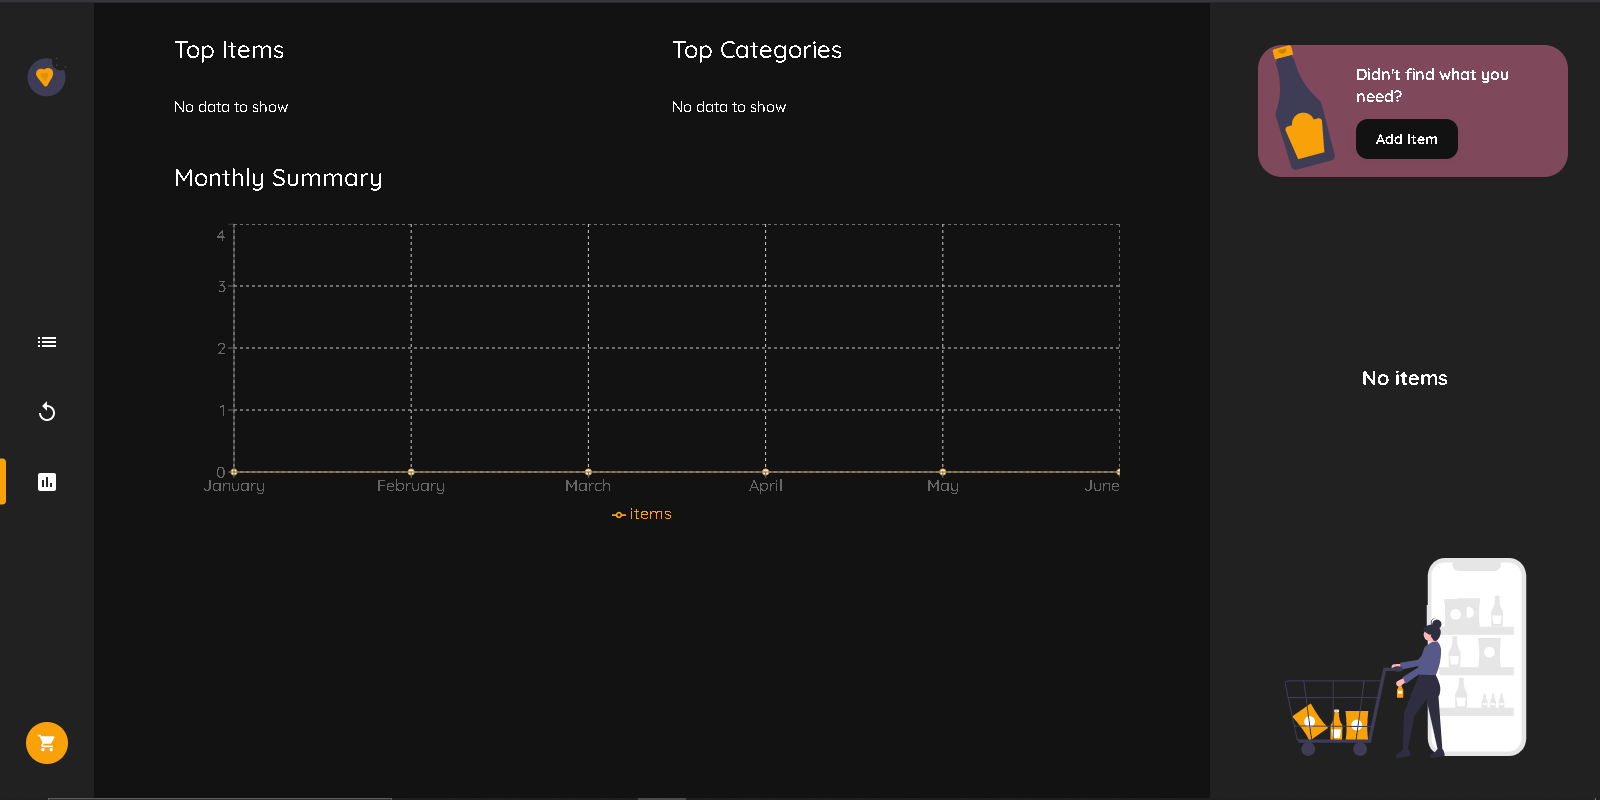 Top Items
No data to show
Top Categories
No data to show
Monthly Summary
4
3
2
1
0
January February March April May June
items
Didn't find what you
need?
Add Item
No items